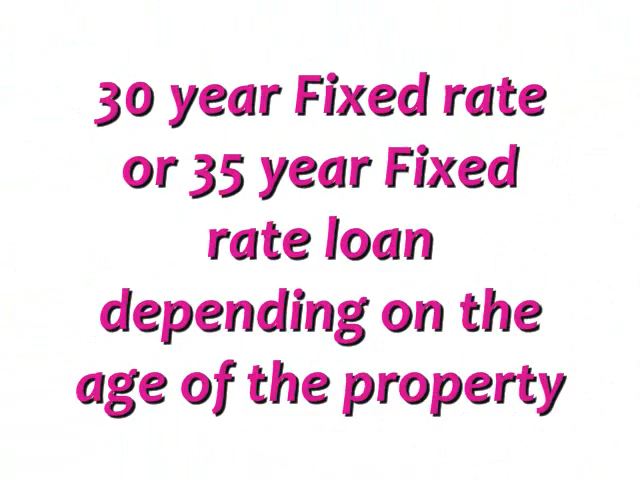 30 year Fixed rate
or 35 year Fixed
rate loan
depending on the
age of the property